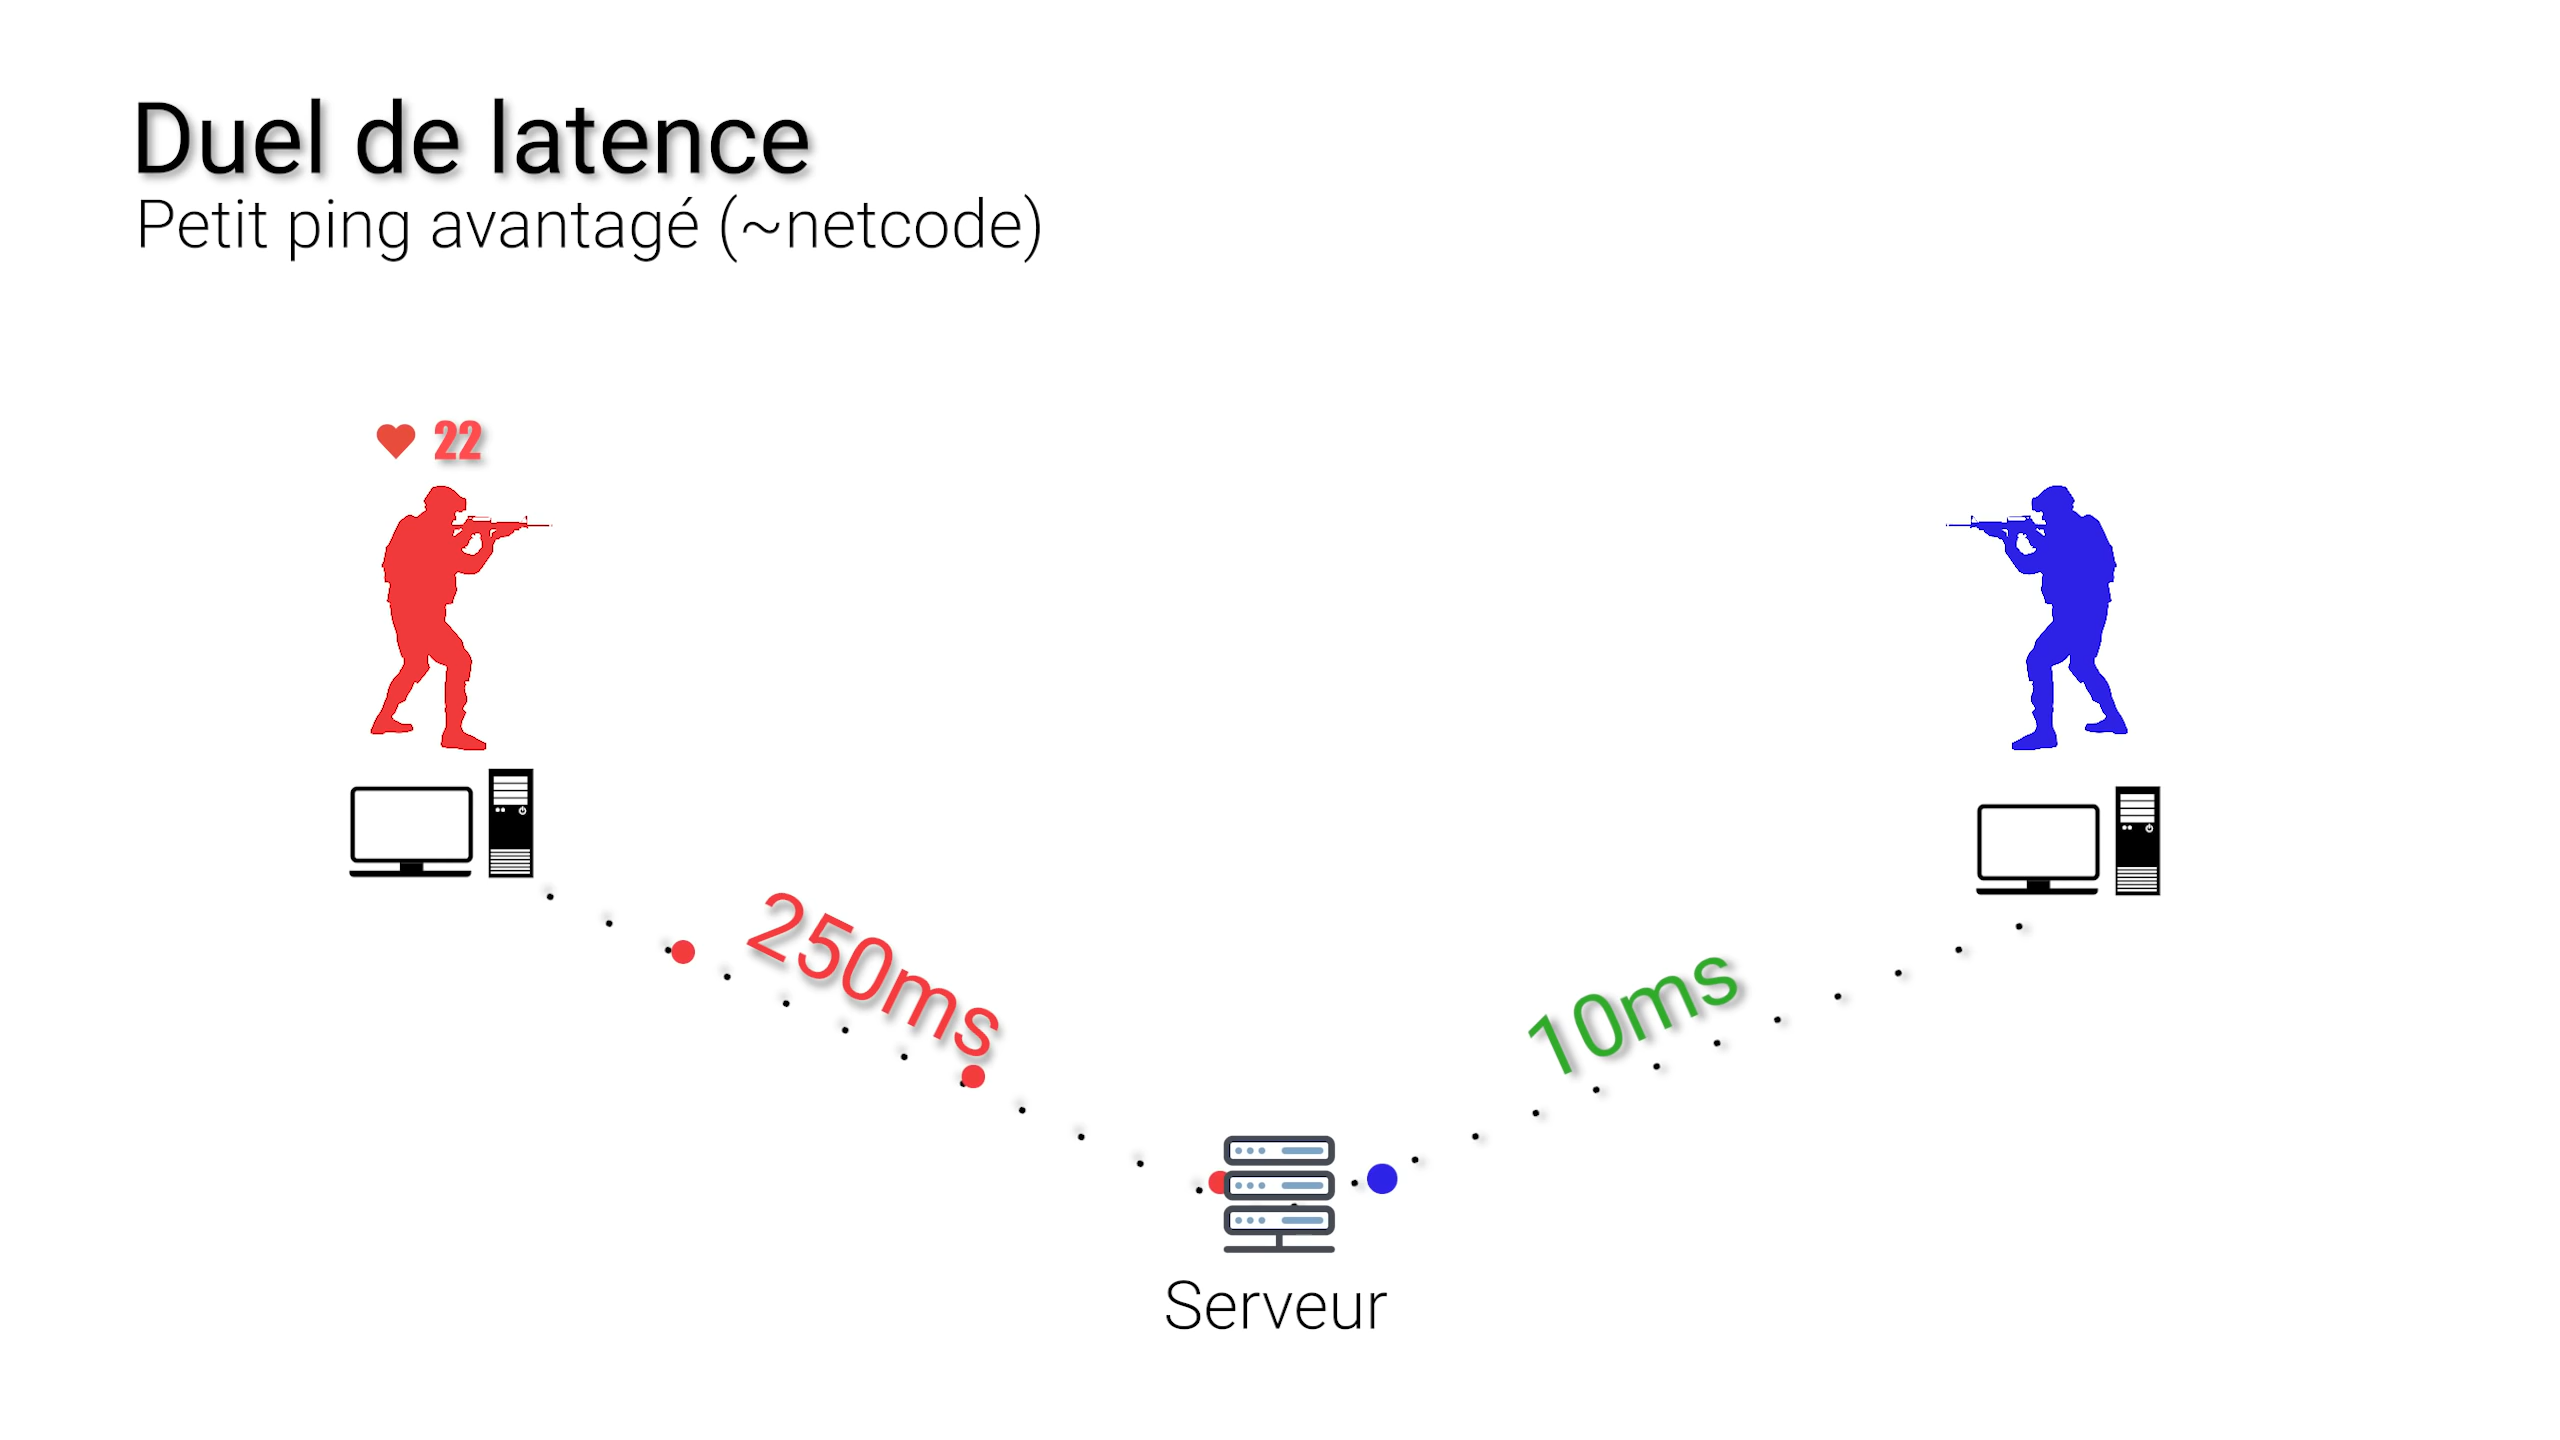 Duel de latence
Petit ping avantagé (~netcode)
22
250ms
10ms
Serveur